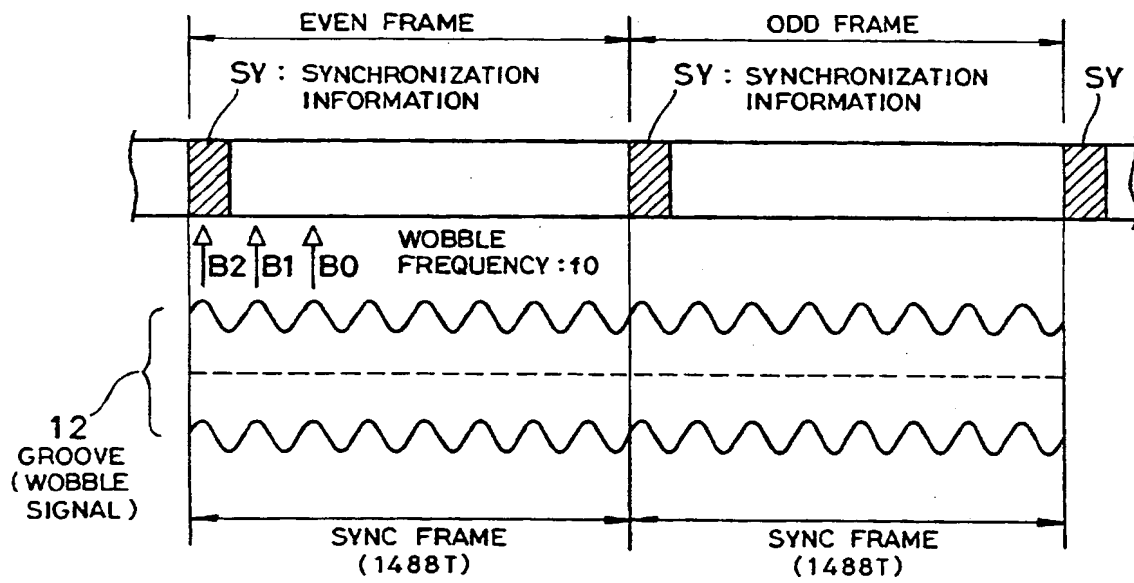 EVEN FRAME
ODD FRAME
SY : SYNCHRONIZATION
INFORMATION
SY : SYNCHRONIZATION
INFORMATION
SY
B2
B1
B0
WOBBLE
FREQUENCY : f0
12
GROOVE
(WOBBLE
SIGNAL)
SYNC FRAME
(1488T)
SYNC FRAME
(1488T)